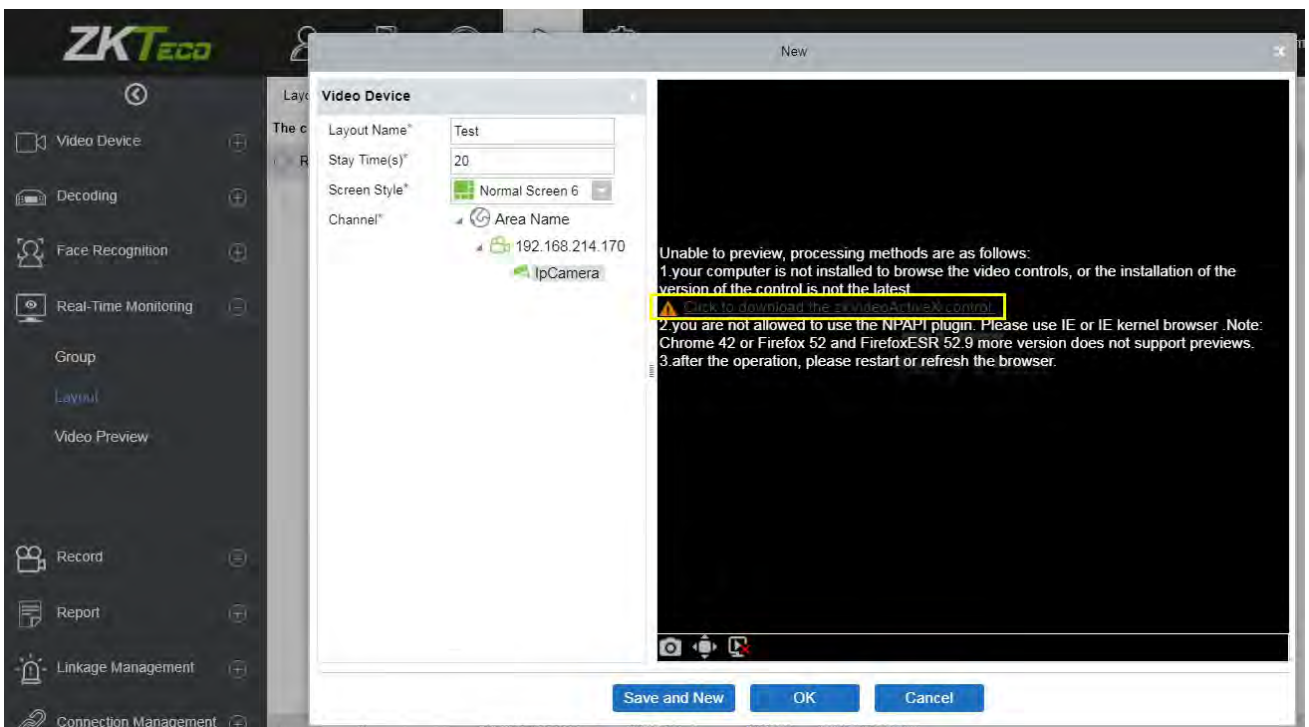 ZKTeco
New
Layo
Video Device
Video Device
The c
Layout Name*
Test
R
Stay Time(s)*
20
Decoding
Screen Style*
Normal Screen 6
Channel*
Area Name
Face Recognition
192.168.214.170
IpCamera
Unable to preview, processing methods are as follows:
1.your computer is not installed to browse the video controls, or the installation of the
version of the control is not the latest
Click to download the zkVideoActiveX control
2.you are not allowed to use the NPAPI plugin. Please use IE or IE kernel browser .Note:
Chrome 42 or Firefox 52 and FirefoxESR 52.9 more version does not support previews.
3.after the operation, please restart or refresh the browser.
Real-Time Monitoring
Group
Layout
Video Preview
Record
Report
Linkage Management
Connection Management
Save and New
OK
Cancel